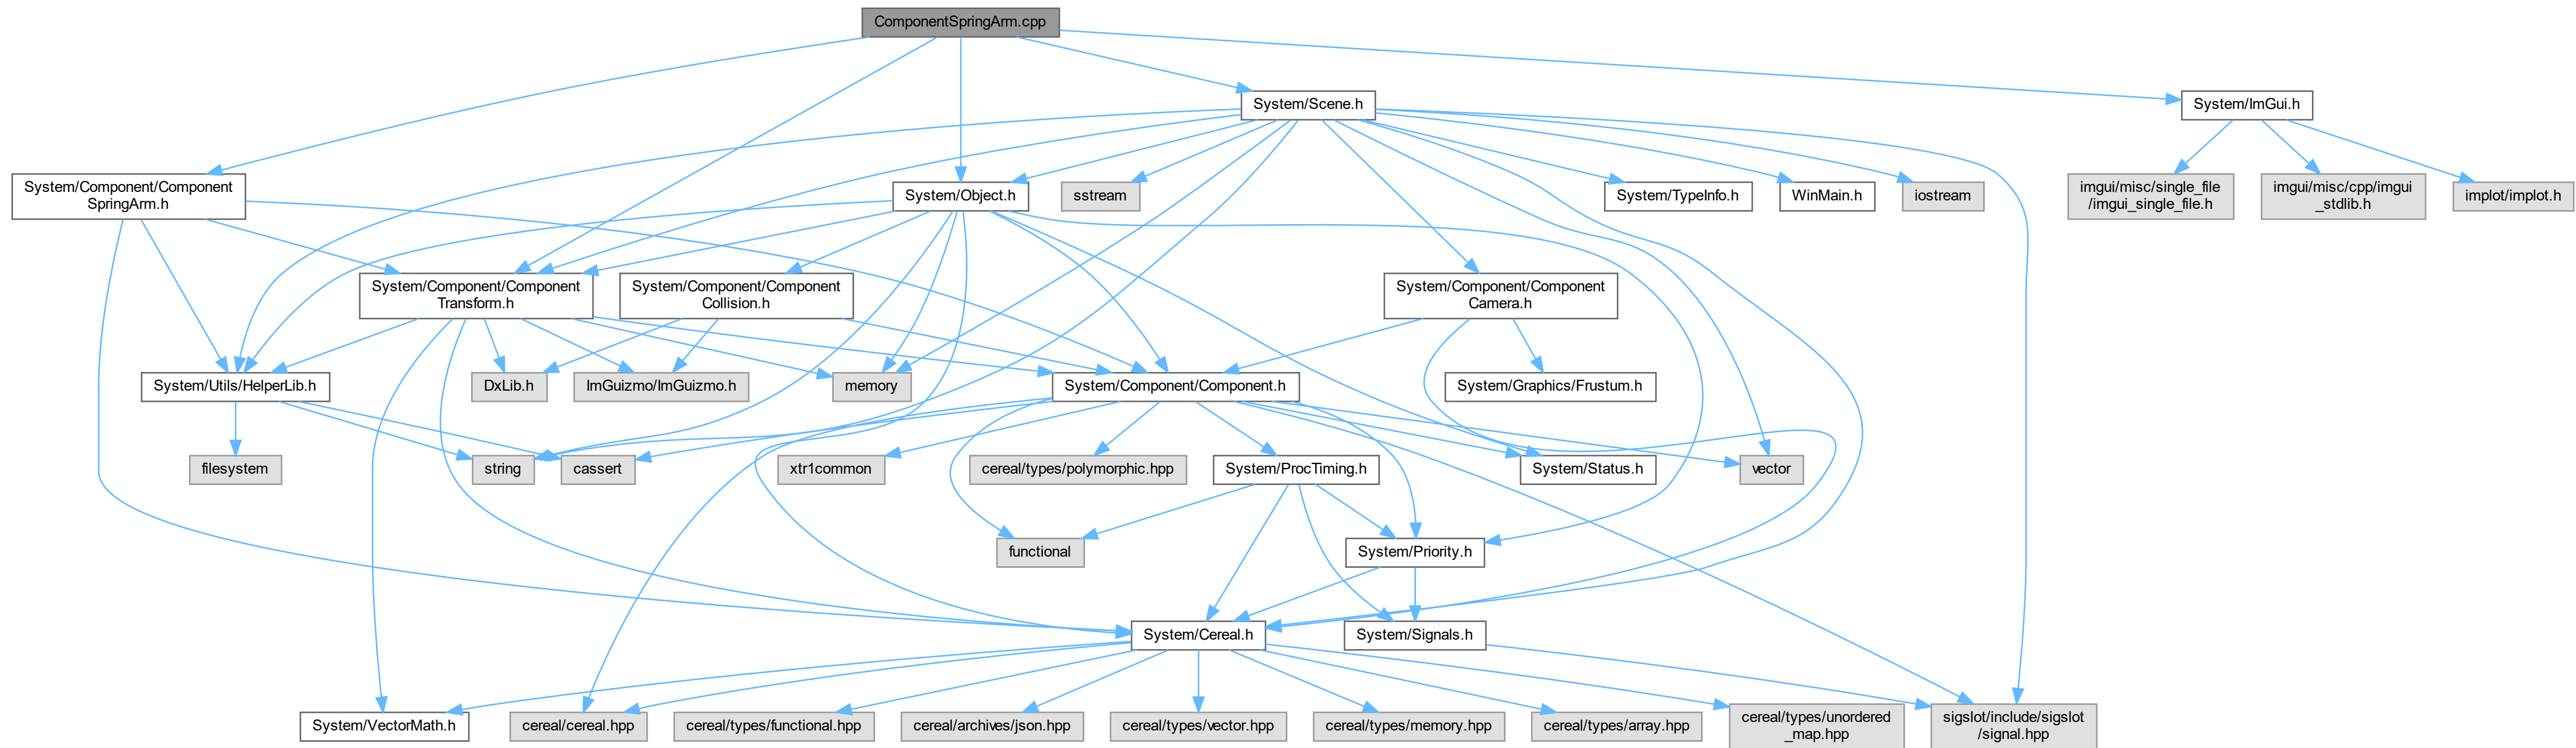 ComponentSpringArm.cpp
System/Scene.h
System/ImGui.h
System/Component/Component
SpringArm.h
System/Object.h
sstream
System/TypeInfo.h
WinMain.h
iostream
imgui/misc/single_file
/imgui_single_file.h
imgui/misc/cpp/imgui
_stdlib.h
implot/implot.h
System/Component/Component
Transform.h
System/Component/Component
Collision.h
System/Component/Component
Camera.h
System/Utils/HelperLib.h
DxLib.h
ImGuizmo/ImGuizmo.h
memory
System/Component/Component.h
System/Graphics/Frustum.h
filesystem
string
cassert
xtr1common
cereal/types/polymorphic.hpp
System/ProcTiming.h
System/Status.h
vector
functional
System/Priority.h
System/Cereal.h
System/Signals.h
System/VectorMath.h
cereal/cereal.hpp
cereal/types/functional.hpp
cereal/archives/json.hpp
cereal/types/vector.hpp
cereal/types/memory.hpp
cereal/types/array.hpp
cereal/types/unordered
_map.hpp
sigslot/include/sigslot
/signal.hpp